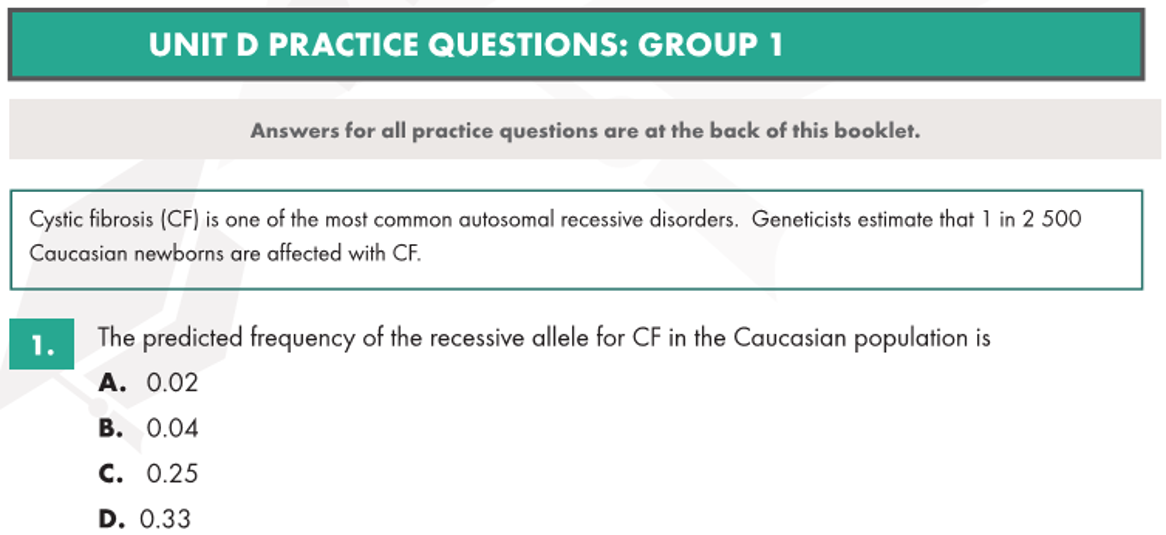 UNIT D PRACTICE QUESTIONS: GROUP 1
Answers for all practice questions are at the back of this booklet.
Cystic fibrosis (CF) is one of the most common autosomal recessive disorders.  Geneticists estimate that 1 in 2 500
Caucasian newborns are affected with CF.
1. The predicted frequency of the recessive allele for CF in the Caucasian population is
A. 0.02
B. 0.04
C. 0.25
D. 0.33